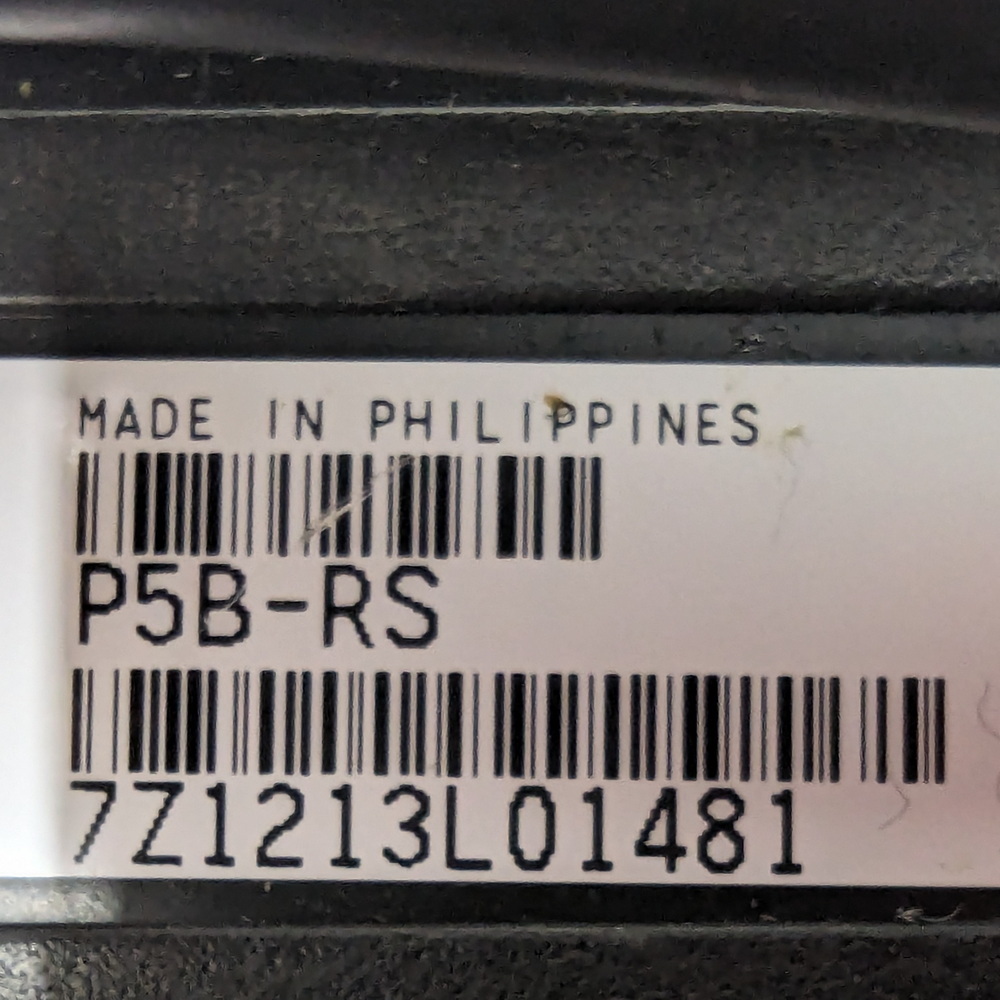 MADE IN PHILIPPINES
P5B-RS
7Z1213L01481